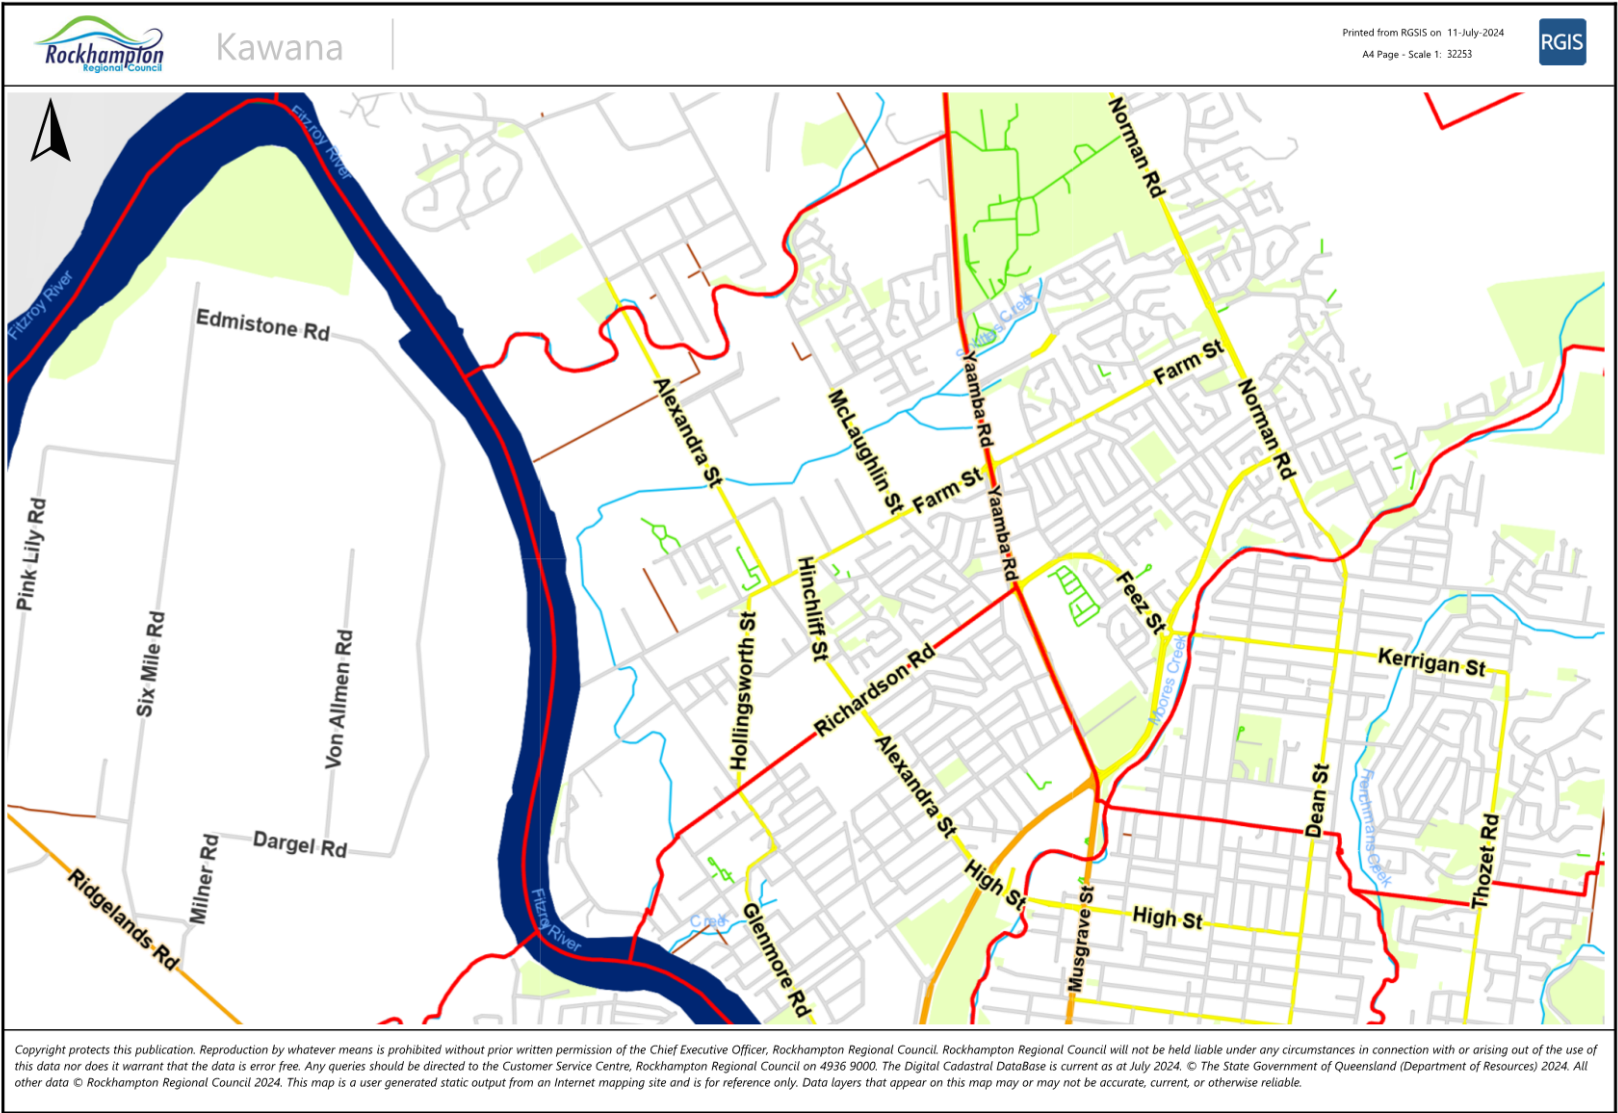 Rockhampton
Regional Council
Kawana
Printed from RGSIS on 11-July-2024
A4 Page - Scale 1: 32253
RGIS
Fitzroy River
Norman Rd
Fitzroy River
Edmistone Rd
Yaamba Rd
Farm St
Alexandra St
McLaughlin St
Norman Rd
Farm St
Yaamba Rd
Pink Lily Rd
Hinchliff St
Feez St
Six Mile Rd
Von Allmen Rd
Hollingsworth St
Richardson Rd
Moores Creek
Kerrigan St
Alexandra St
Dean St
Frenchmans Creek
Thozet Rd
Dargel Rd
Milner Rd
Ridgelands Rd
High St
Fitzroy River
Creek
Glenmore Rd
Musgrave St
High St
Copyright protects this publication. Reproduction by whatever means is prohibited without prior written permission of the Chief Executive Officer, Rockhampton Regional Council. Rockhampton Regional Council will not be held liable under any circumstances in connection with or arising out of the use of
this data nor does it warrant that the data is error free. Any queries should be directed to the Customer Service Centre, Rockhampton Regional Council on 4936 9000. The Digital Cadastral DataBase is current as at July 2024. © The State Government of Queensland (Department of Resources) 2024. All
other data © Rockhampton Regional Council 2024. This map is a user generated static output from an Internet mapping site and is for reference only. Data layers that appear on this map may or may not be accurate, current, or otherwise reliable.